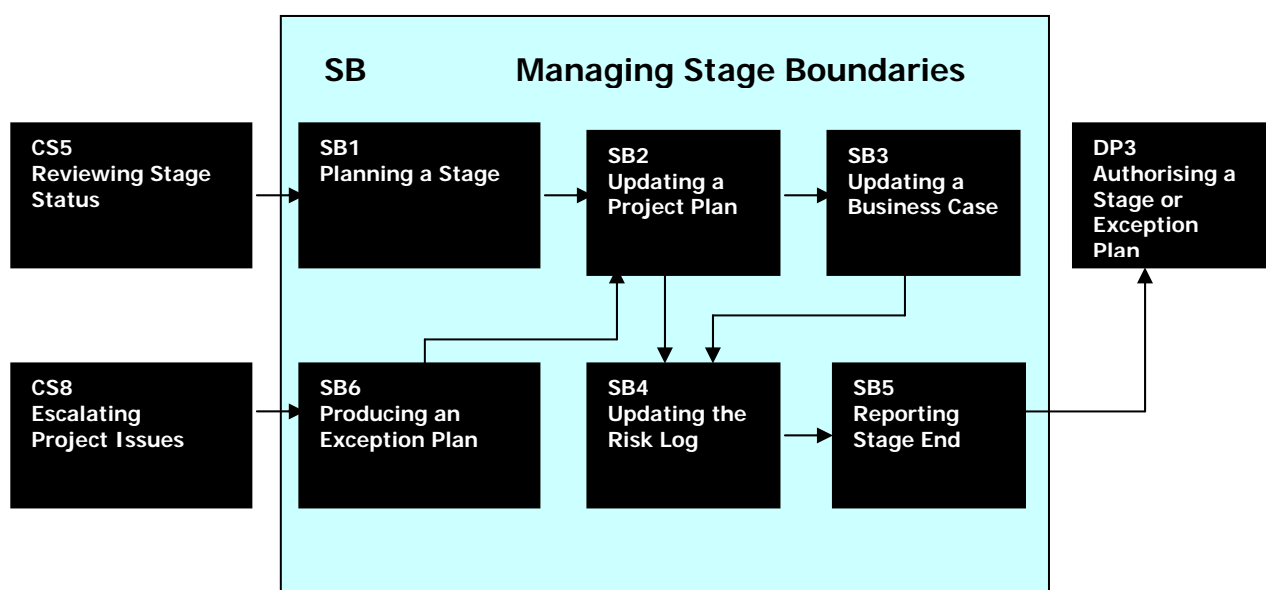 SB Managing Stage Boundaries
CS5
Reviewing Stage
Status
SB1
Planning a Stage
SB2
Updating a
Project Plan
SB3
Updating a
Business Case
DP3
Authorising a
Stage or
Exception
Plan
CS8
Escalating
Project Issues
SB6
Producing an
Exception Plan
SB4
Updating the
Risk Log
SB5
Reporting
Stage End